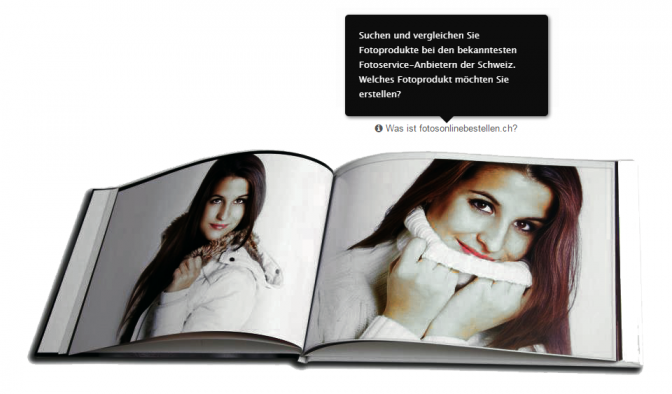 Suchen und vergleichen Sie
Fotoprodukte bei den bekanntesten
Fotoservice-Anbietern der Schweiz.
Welches Fotoprodukt möchten Sie
erstellen?
Was ist fotosonlinebestellen.ch?